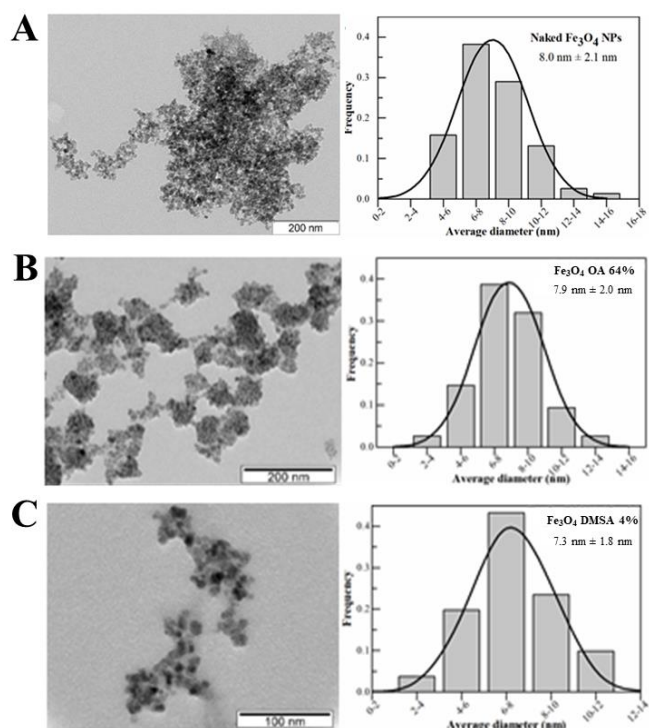 A
200 nm
Naked Fe₃O₄ NPs
8.0 nm ± 2.1 nm
Frequency
0.4
0.3
0.2
0.1
0.0
0-2 2-4 4-6 6-8 8-10 10-12 12-14 14-16 16-18
Average diameter (nm)
B
200 nm
Fe₃O₄ OA 64%
7.9 nm ± 2.0 nm
Frequency
0.4
0.3
0.2
0.1
0.0
0-2 2-4 4-6 6-8 8-10 10-12 12-14 14-16
Average diameter (nm)
C
100 nm
Fe₃O₄ DMSA 4%
7.3 nm ± 1.8 nm
Frequency
0.4
0.3
0.2
0.1
0.0
0-2 2-4 4-6 6-8 8-10 10-12 12-14
Average diameter (nm)